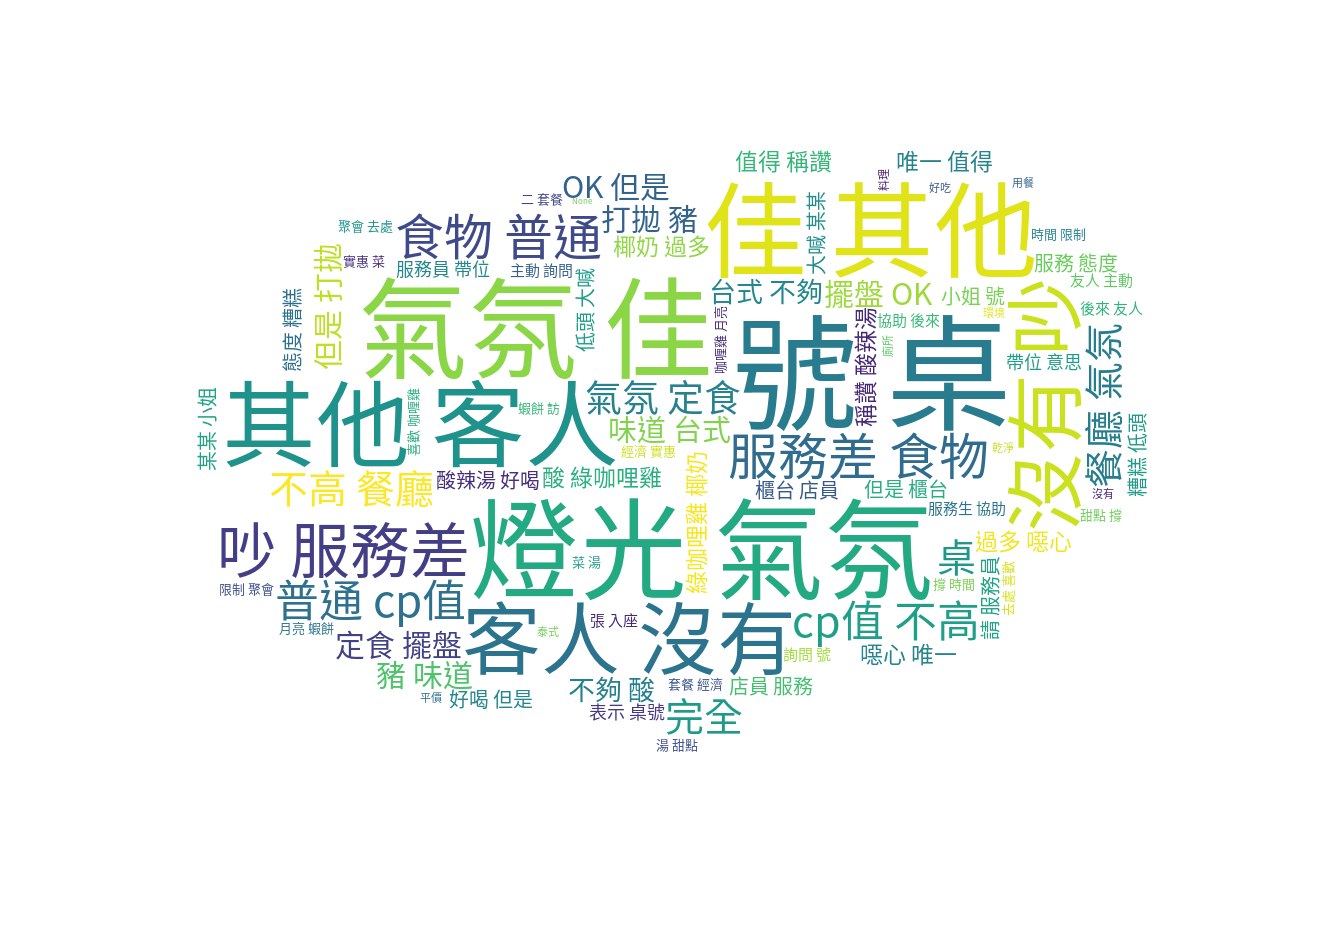 值得 稱讚
唯一 值得
料理
好吃
用餐
OK 但是
二 套餐
None
打拋 豬
佳 其他
大喊 某某
聚會 去處
食物 普通
椰奶 過多
時間 限制
實惠 菜
服務員 帶位
主動 詢問
服務 態度
友人 主動
但是 打拋
態度 糟糕
氣氛 佳
低頭 大喊
台式 不夠
擺盤 OK
小姐 號
吵
後來 友人
環境
咖喱雞 月亮
號 桌
稱讚 酸辣湯
協助 後來
廁所
帶位 意思
餐廳 氣氛
某某 小姐
其他 客人
喜歡 咖喱雞
蝦餅 訪
氣氛 定食
味道 台式
沒有
糟糕 低頭
服務差 食物
經濟 實惠
乾淨
不高 餐廳
酸辣湯 好喝
酸 綠咖哩雞
綠咖哩雞 椰奶
櫃台 店員
但是 櫃台
沒有
服務生 協助
甜點 撐
吵 服務差
燈光 氣氛
菜 湯
桌
過多 噁心
請 服務員
去處 喜歡
撐 時間
限制 聚會
普通 cp值
月亮 蝦餅
定食 擺盤
客人 沒有
張 入座
泰式
cp值 不高
詢問 號
噁心 唯一
豬 味道
平價
好喝 但是
不夠 酸
套餐 經濟
店員 服務
表示 桌號
完全
湯 甜點